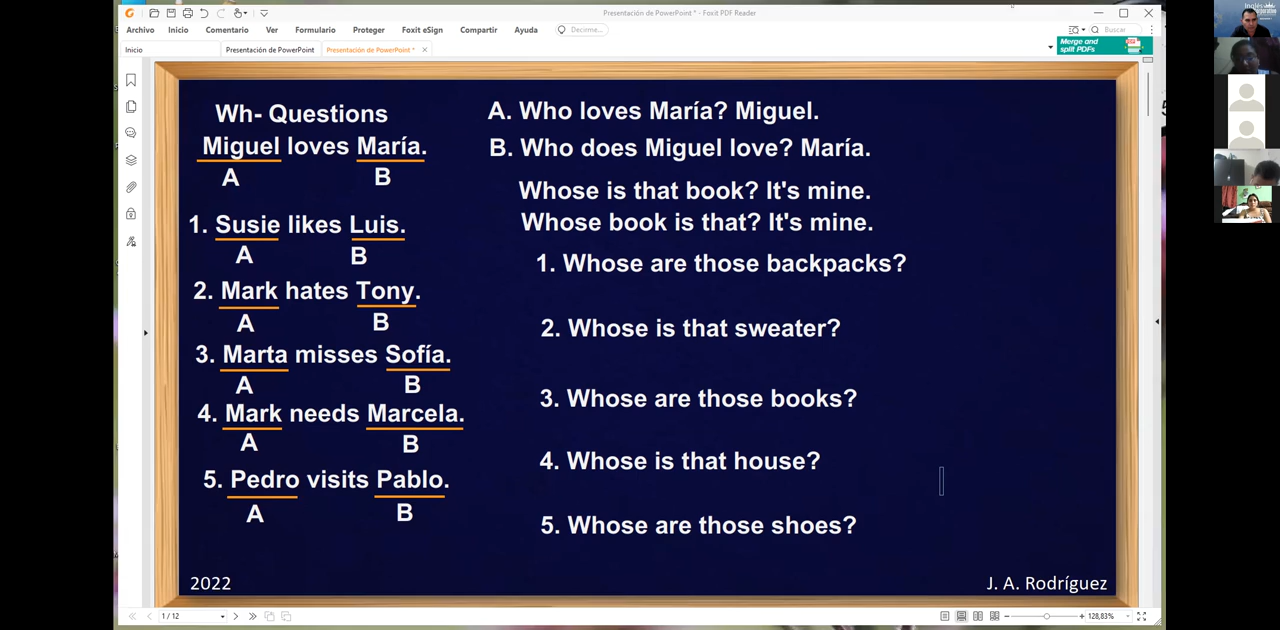 Presentación de PowerPoint * - Foxit PDF Reader
Archivo Inicio Comentario Ver Formulario Proteger Foxit eSign Compartir Ayuda Decirme... Buscar
Inicio Presentación de PowerPoint Presentación de PowerPoint *
Merge and
split PDFs
Wh- Questions
Miguel loves María.
A B
1. Susie likes Luis.
A B
2. Mark hates Tony.
A B
3. Marta misses Sofía.
A B
4. Mark needs Marcela.
A B
5. Pedro visits Pablo.
A B
A. Who loves María? Miguel.
B. Who does Miguel love? María.
Whose is that book? It's mine.
Whose book is that? It's mine.
1. Whose are those backpacks?
2. Whose is that sweater?
3. Whose are those books?
4. Whose is that house?
5. Whose are those shoes?
2022
J. A. Rodríguez
1 / 12
128,83%